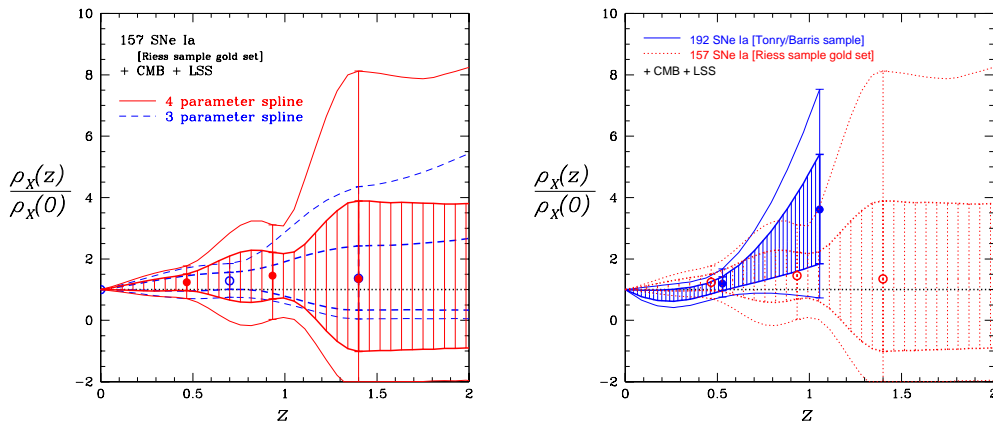 157 SNe Ia
[Riess sample gold set]
+ CMB + LSS
4 parameter spline
3 parameter spline
ρX(z)
ρX(0)
10
8
6
4
2
0
−2
0
0.5
1
1.5
2
z
192 SNe Ia [Tonry/Barris sample]
157 SNe Ia [Riess sample gold set]
+ CMB + LSS
ρX(z)
ρX(0)
10
8
6
4
2
0
−2
0
0.5
1
1.5
2
z